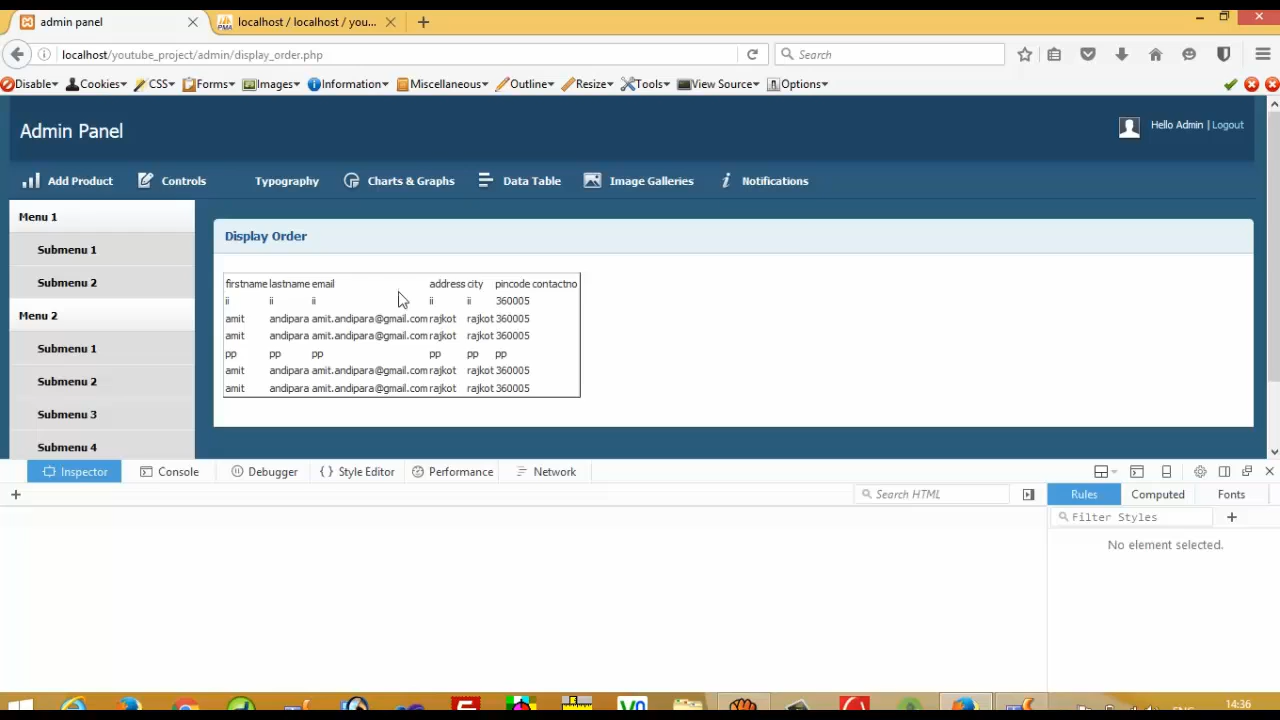 admin panel
localhost / localhost / you...
localhost/youtube_project/admin/display_order.php
Search
Disable Cookies CSS Forms Images Information Miscellaneous Outline Resize Tools View Source Options
Admin Panel
Hello Admin | Logout
Add Product Controls Typography Charts & Graphs Data Table Image Galleries Notifications
Menu 1
Submenu 1
Submenu 2
Menu 2
Submenu 1
Submenu 2
Submenu 3
Submenu 4
Display Order
firstname lastname email address city pincode contactno
ii ii ii ii ii 360005
amit andipara amit.andipara@gmail.com rajkot rajkot 360005
amit andipara amit.andipara@gmail.com rajkot rajkot 360005
pp pp pp pp pp pp
amit andipara amit.andipara@gmail.com rajkot rajkot 360005
amit andipara amit.andipara@gmail.com rajkot rajkot 360005
Inspector Console Debugger Style Editor Performance Network
Search HTML
Rules Computed Fonts
Filter Styles
No element selected.
14:36